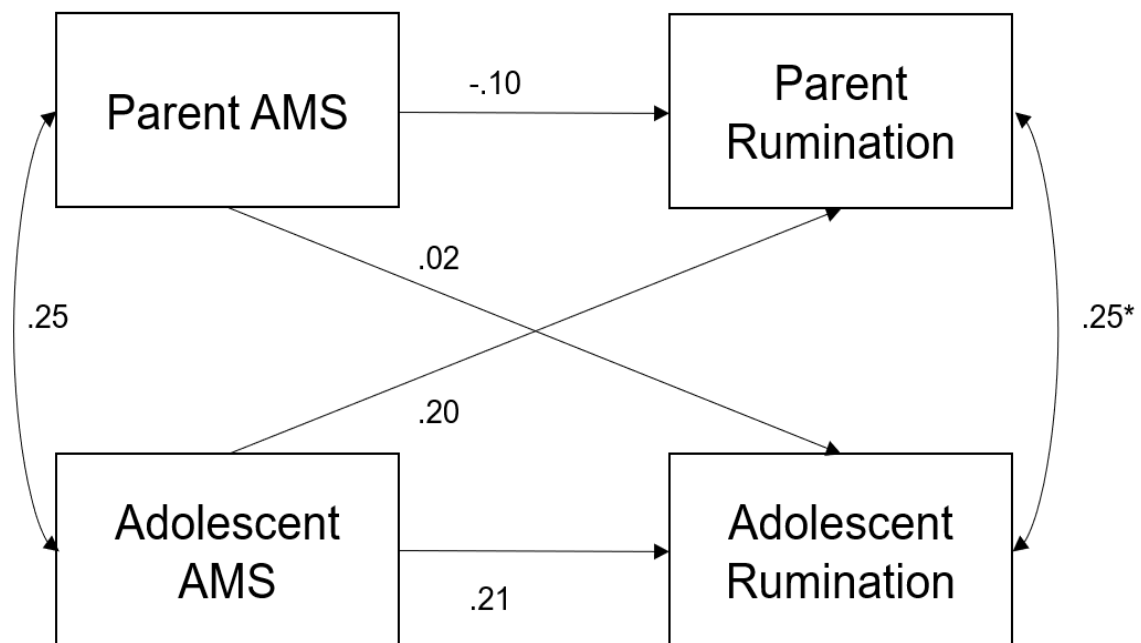 Parent AMS
-.10
Parent
Rumination
.02
.25
.25*
.20
Adolescent
AMS
.21
Adolescent
Rumination